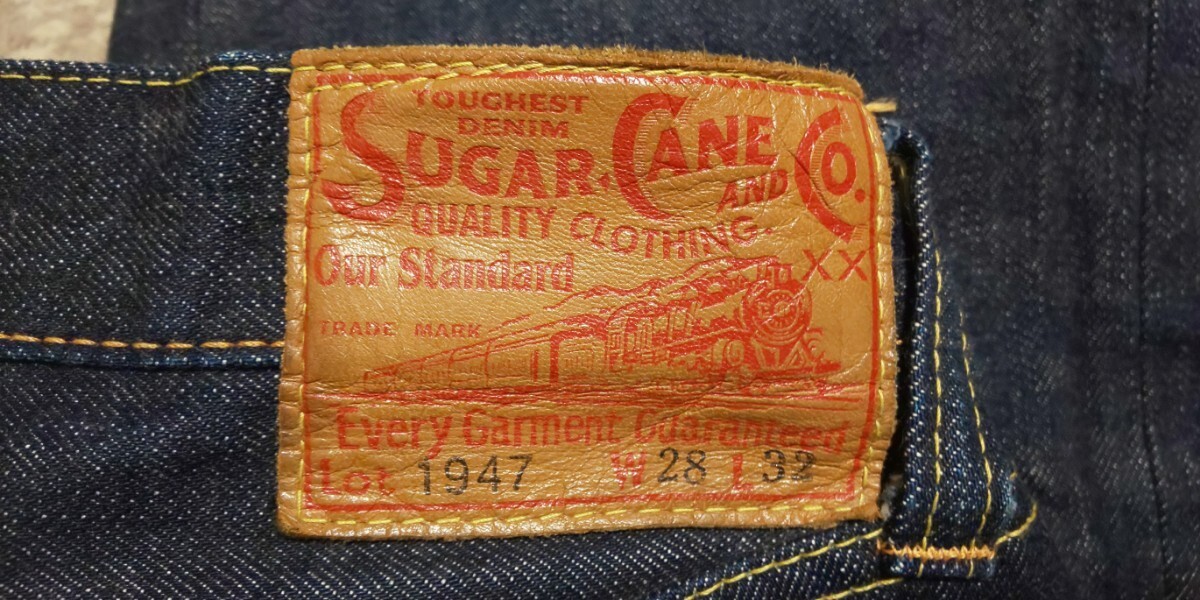 TOUGHEST
DENIM
SUGAR CANE AND CO.
QUALITY CLOTHING.
Our Standard XX
TRADE MARK
Every Garment Guaranteed
Lot 1947 W 28 L 32